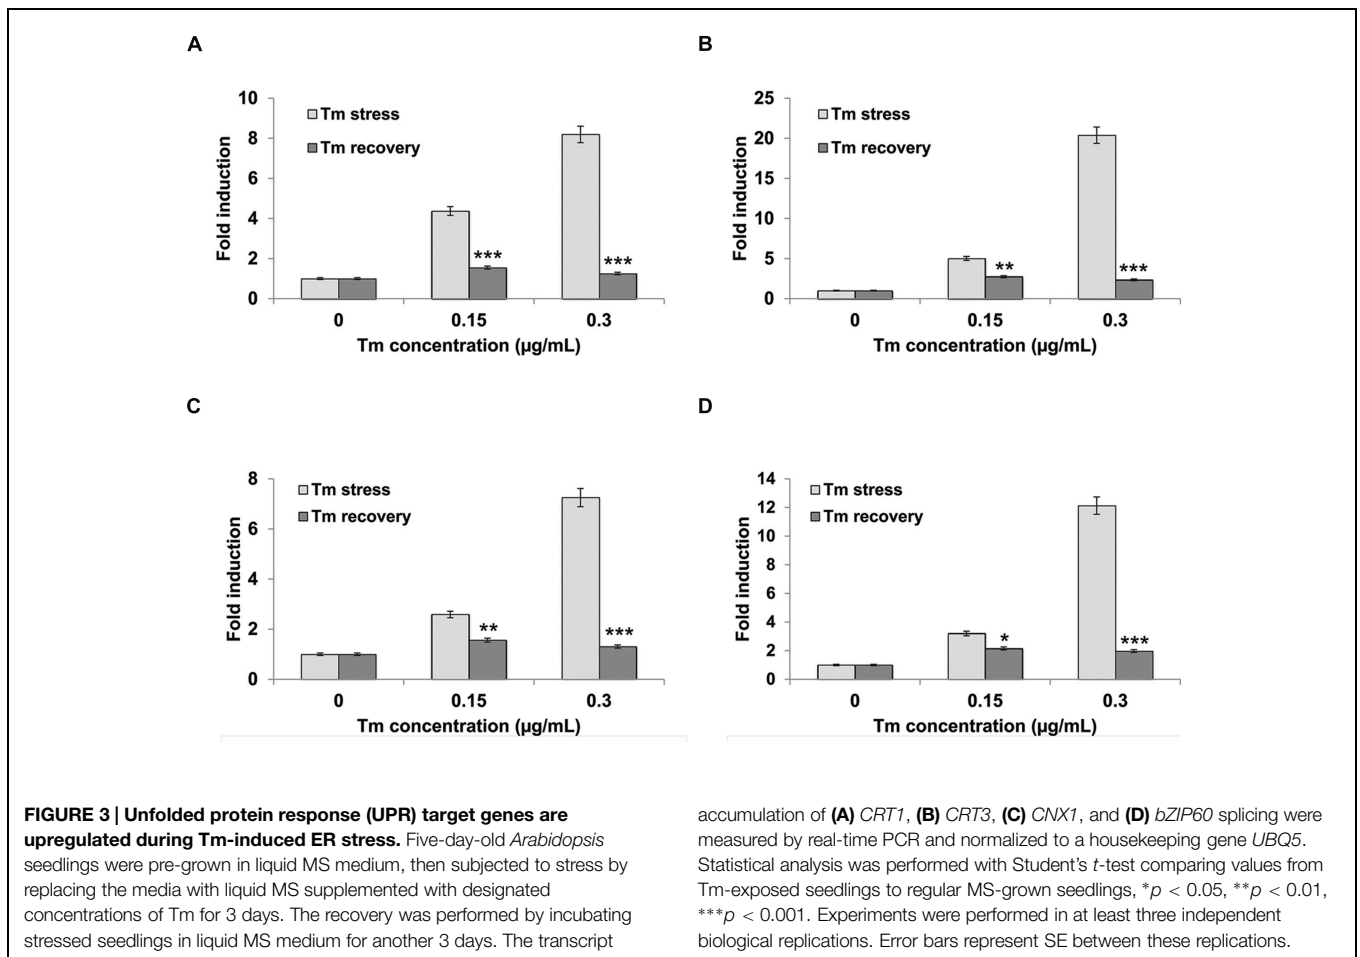 A
10
8
6
4
2
0
Fold induction
Tm stress
Tm recovery
***
***
0 0.15 0.3
Tm concentration (µg/mL)
B
25
20
15
10
5
0
Fold induction
Tm stress
Tm recovery
**
***
0 0.15 0.3
Tm concentration (µg/mL)
C
8
6
4
2
0
Fold induction
Tm stress
Tm recovery
**
***
0 0.15 0.3
Tm concentration (µg/mL)
D
14
12
10
8
6
4
2
0
Fold induction
Tm stress
Tm recovery
*
***
0 0.15 0.3
Tm concentration (µg/mL)
FIGURE 3 | Unfolded protein response (UPR) target genes are
upregulated during Tm-induced ER stress. Five-day-old Arabidopsis
seedlings were pre-grown in liquid MS medium, then subjected to stress by
replacing the media with liquid MS supplemented with designated
concentrations of Tm for 3 days. The recovery was performed by incubating
stressed seedlings in liquid MS medium for another 3 days. The transcript
accumulation of (A) CRT1, (B) CRT3, (C) CNX1, and (D) bZIP60 splicing were
measured by real-time PCR and normalized to a housekeeping gene UBQ5.
Statistical analysis was performed with Student's t-test comparing values from
Tm-exposed seedlings to regular MS-grown seedlings, *p < 0.05, **p < 0.01,
***p < 0.001. Experiments were performed in at least three independent
biological replications. Error bars represent SE between these replications.